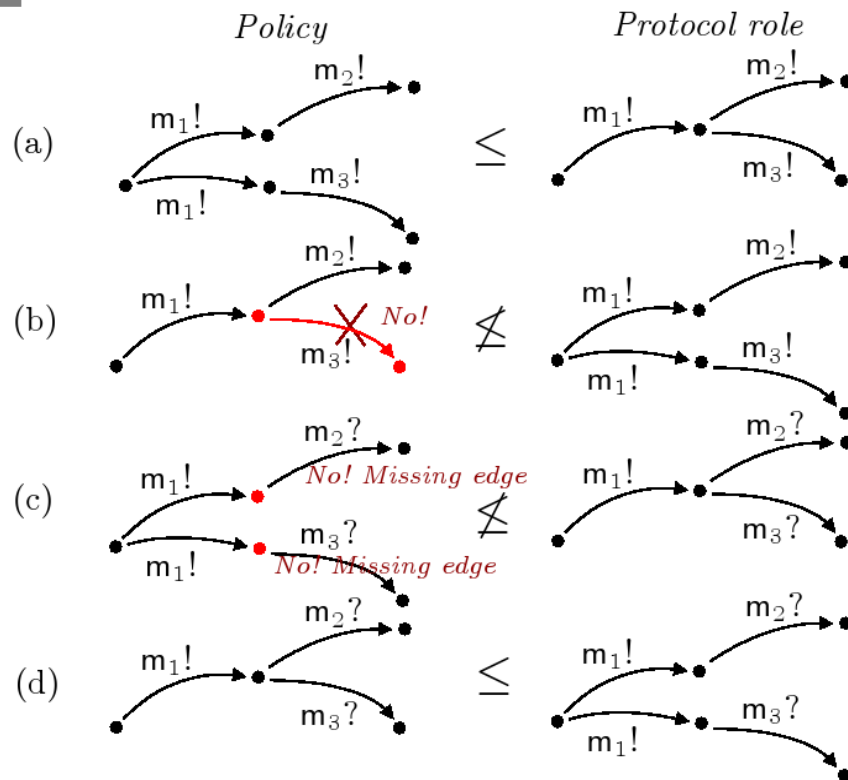 Policy Protocol role
(a) m₁! m₂! m₁! m₃! ≤ m₁! m₂! m₃!
(b) m₁! m₂! No! m₃! ≰ m₁! m₂! m₁! m₃!
(c) m₁! m₂? No! Missing edge m₁! m₃? No! Missing edge ≰ m₁! m₂? m₃?
(d) m₁! m₂? m₃? ≤ m₁! m₂? m₁! m₃?